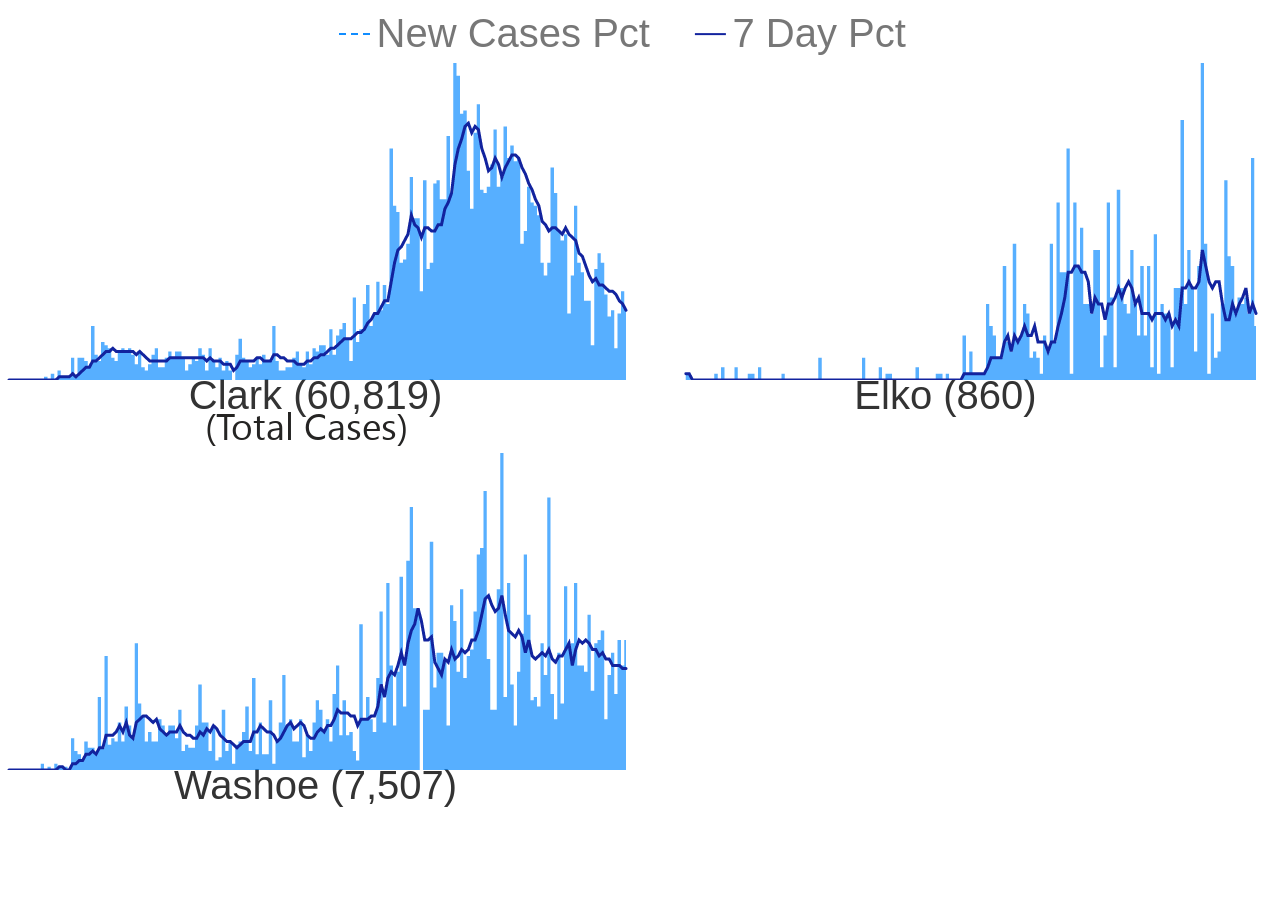 New Cases Pct 7 Day Pct
Clark (60,819)
(Total Cases)
Elko (860)
Washoe (7,507)